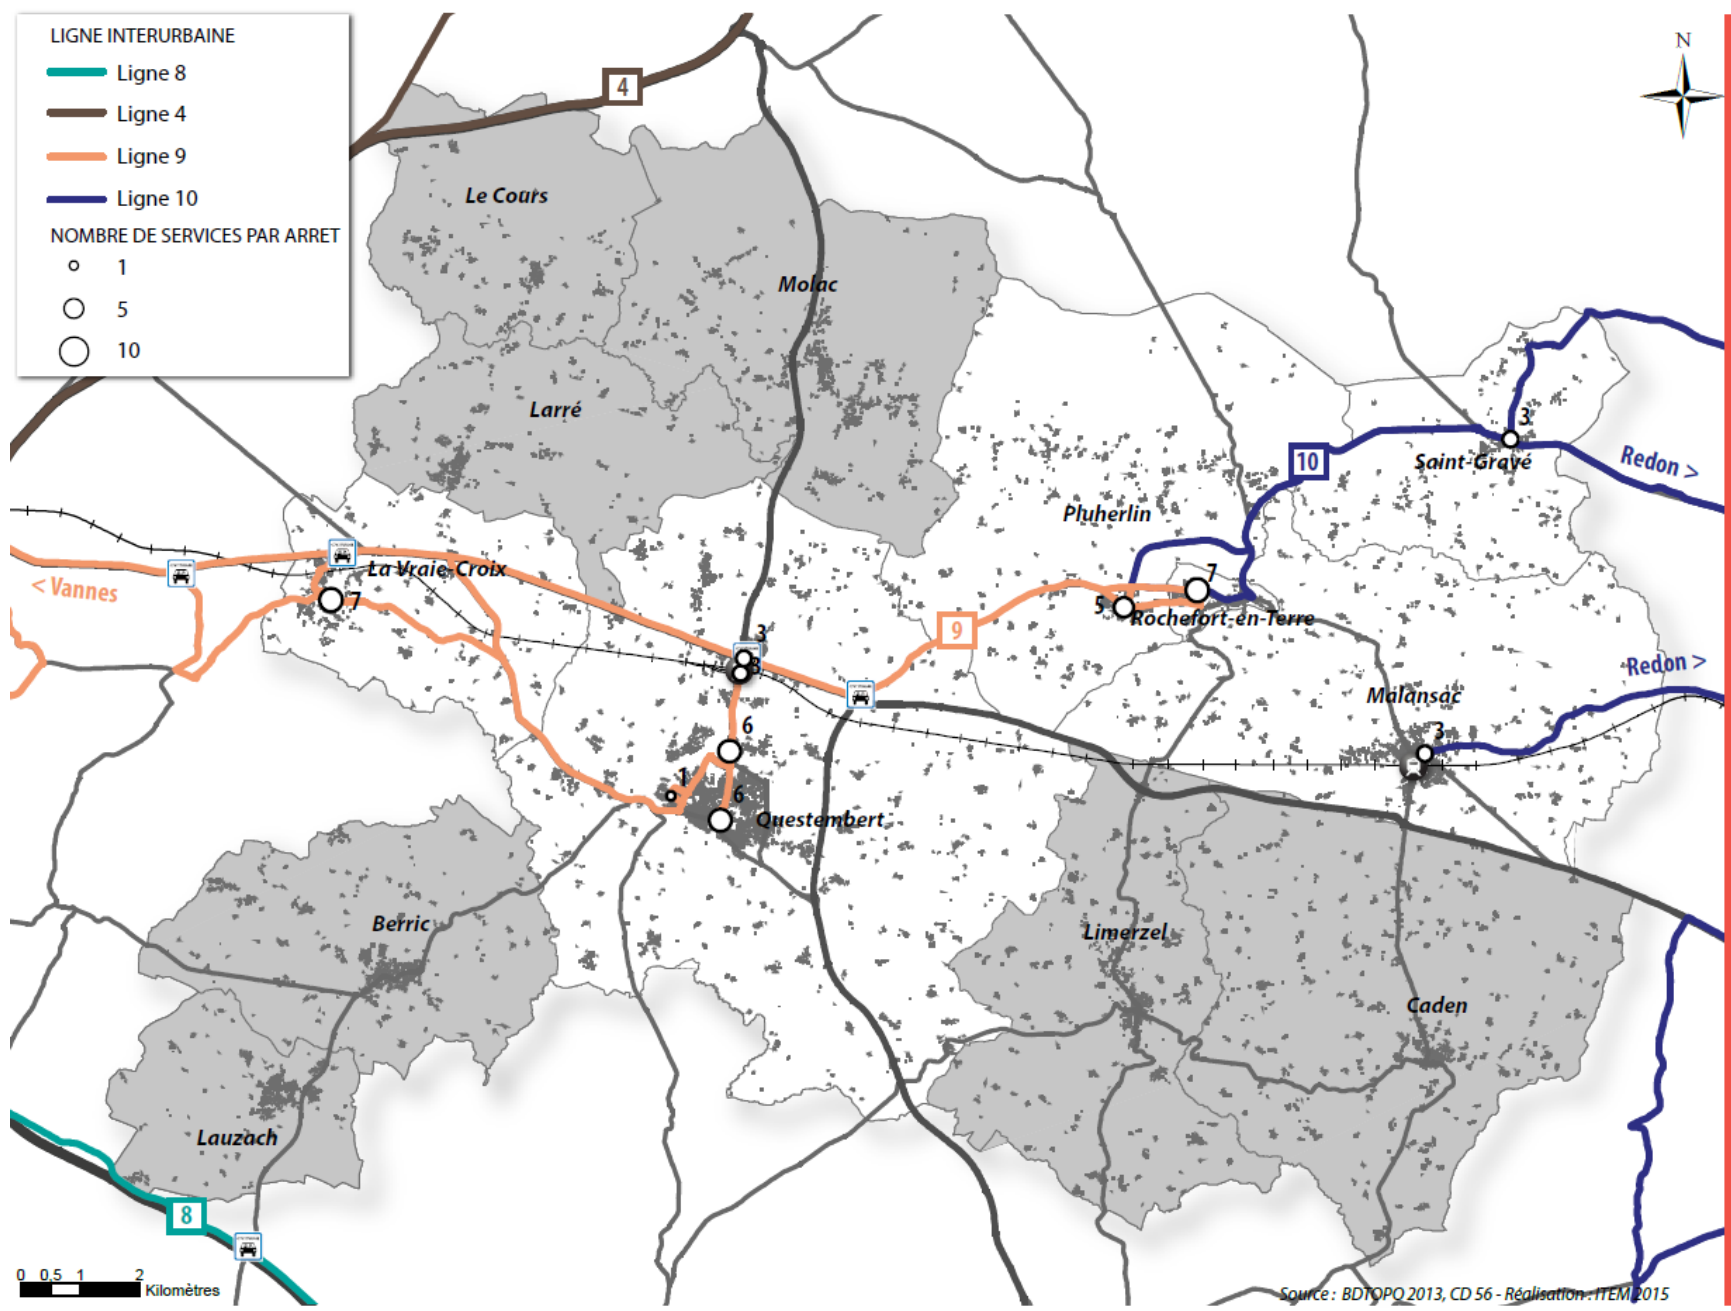 LIGNE INTERURBAINE
Ligne 8
Ligne 4
Ligne 9
Ligne 10
NOMBRE DE SERVICES PAR ARRET
1
5
10
N
4
Le Cours
Molac
Larré
3
10
Saint-Gravé
Redon >
Pluherlin
La Vraie-Croix
< Vannes
7
7
5
Rochefort-en-Terre
9
3
3
Redon >
Malansac
3
6
1
6
Questembert
Berric
Limerzel
Caden
Lauzach
8
0 0,5 1 2
Kilomètres
Source : BDTOPO 2013, CD 56 - Réalisation : ITEM 2015